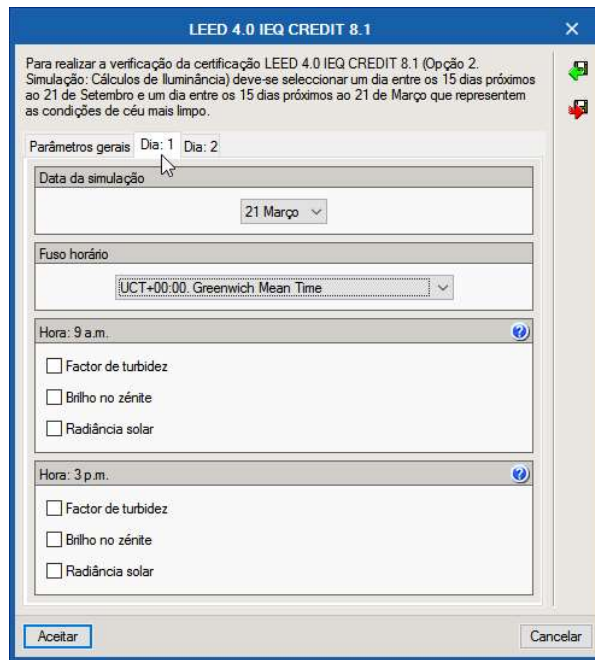 LEED 4.0 IEQ CREDIT 8.1
Para realizar a verificação da certificação LEED 4.0 IEQ CREDIT 8.1 (Opção 2.
Simulação: Cálculos de Iluminância) deve-se seleccionar um dia entre os 15 dias próximos
ao 21 de Setembro e um dia entre os 15 dias próximos ao 21 de Março que representem
as condições de céu mais limpo.
Parâmetros gerais Dia: 1 Dia: 2
Data da simulação
21 Março
Fuso horário
UCT+00:00. Greenwich Mean Time
Hora: 9 a.m.
Factor de turbidez
Brilho no zénite
Radiância solar
Hora: 3 p.m.
Factor de turbidez
Brilho no zénite
Radiância solar
Aceitar Cancelar